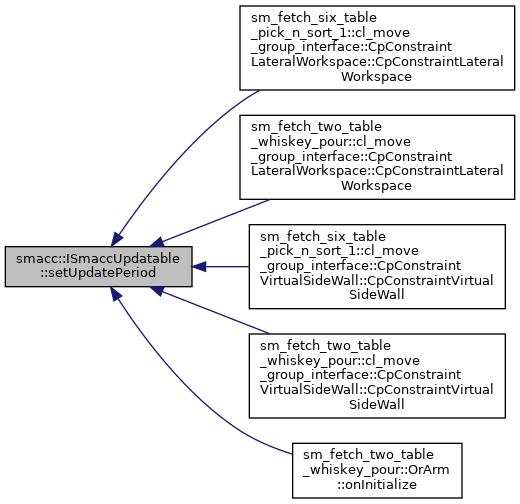 sm_fetch_six_table
_pick_n_sort_1::cl_move
_group_interface::CpConstraint
LateralWorkspace::CpConstraintLateral
Workspace
sm_fetch_two_table
_whiskey_pour::cl_move
_group_interface::CpConstraint
LateralWorkspace::CpConstraintLateral
Workspace
smacc::ISmaccUpdatable
::setUpdatePeriod
sm_fetch_six_table
_pick_n_sort_1::cl_move
_group_interface::CpConstraint
VirtualSideWall::CpConstraintVirtual
SideWall
sm_fetch_two_table
_whiskey_pour::cl_move
_group_interface::CpConstraint
VirtualSideWall::CpConstraintVirtual
SideWall
sm_fetch_two_table
_whiskey_pour::OrArm
::onInitialize